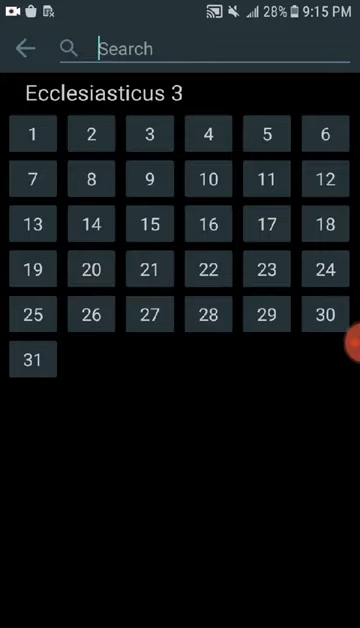 28% 9:15 PM
Search
Ecclesiasticus 3
1 2 3 4 5 6
7 8 9 10 11 12
13 14 15 16 17 18
19 20 21 22 23 24
25 26 27 28 29 30
31